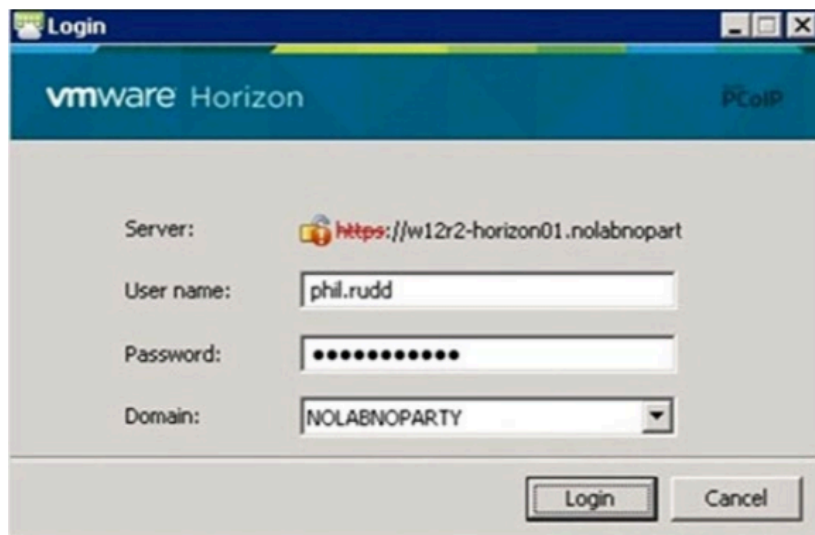 Login
vmware Horizon
PCoIP
Server: https://w12r2-horizon01.nolabnopart
User name: phil.rudd
Password: ●●●●●●●●●●●
Domain: NOLABNOPARTY
Login Cancel